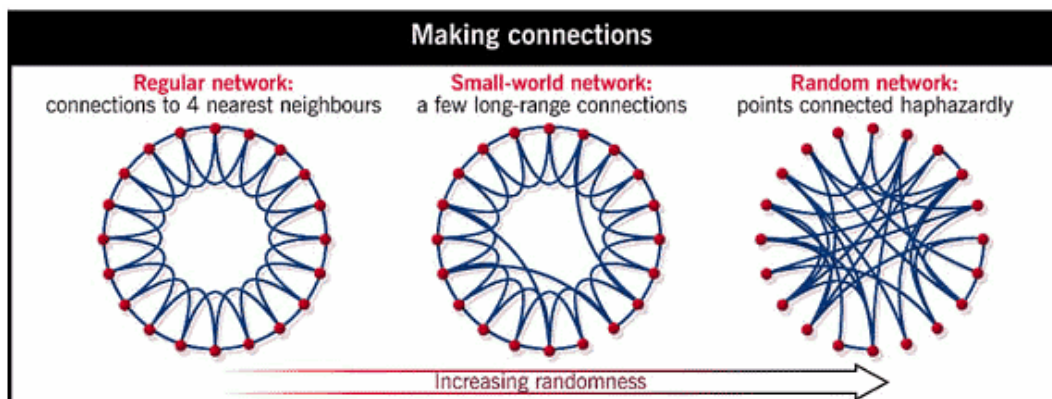 Making connections
Regular network:
connections to 4 nearest neighbours
Small-world network:
a few long-range connections
Random network:
points connected haphazardly
Increasing randomness